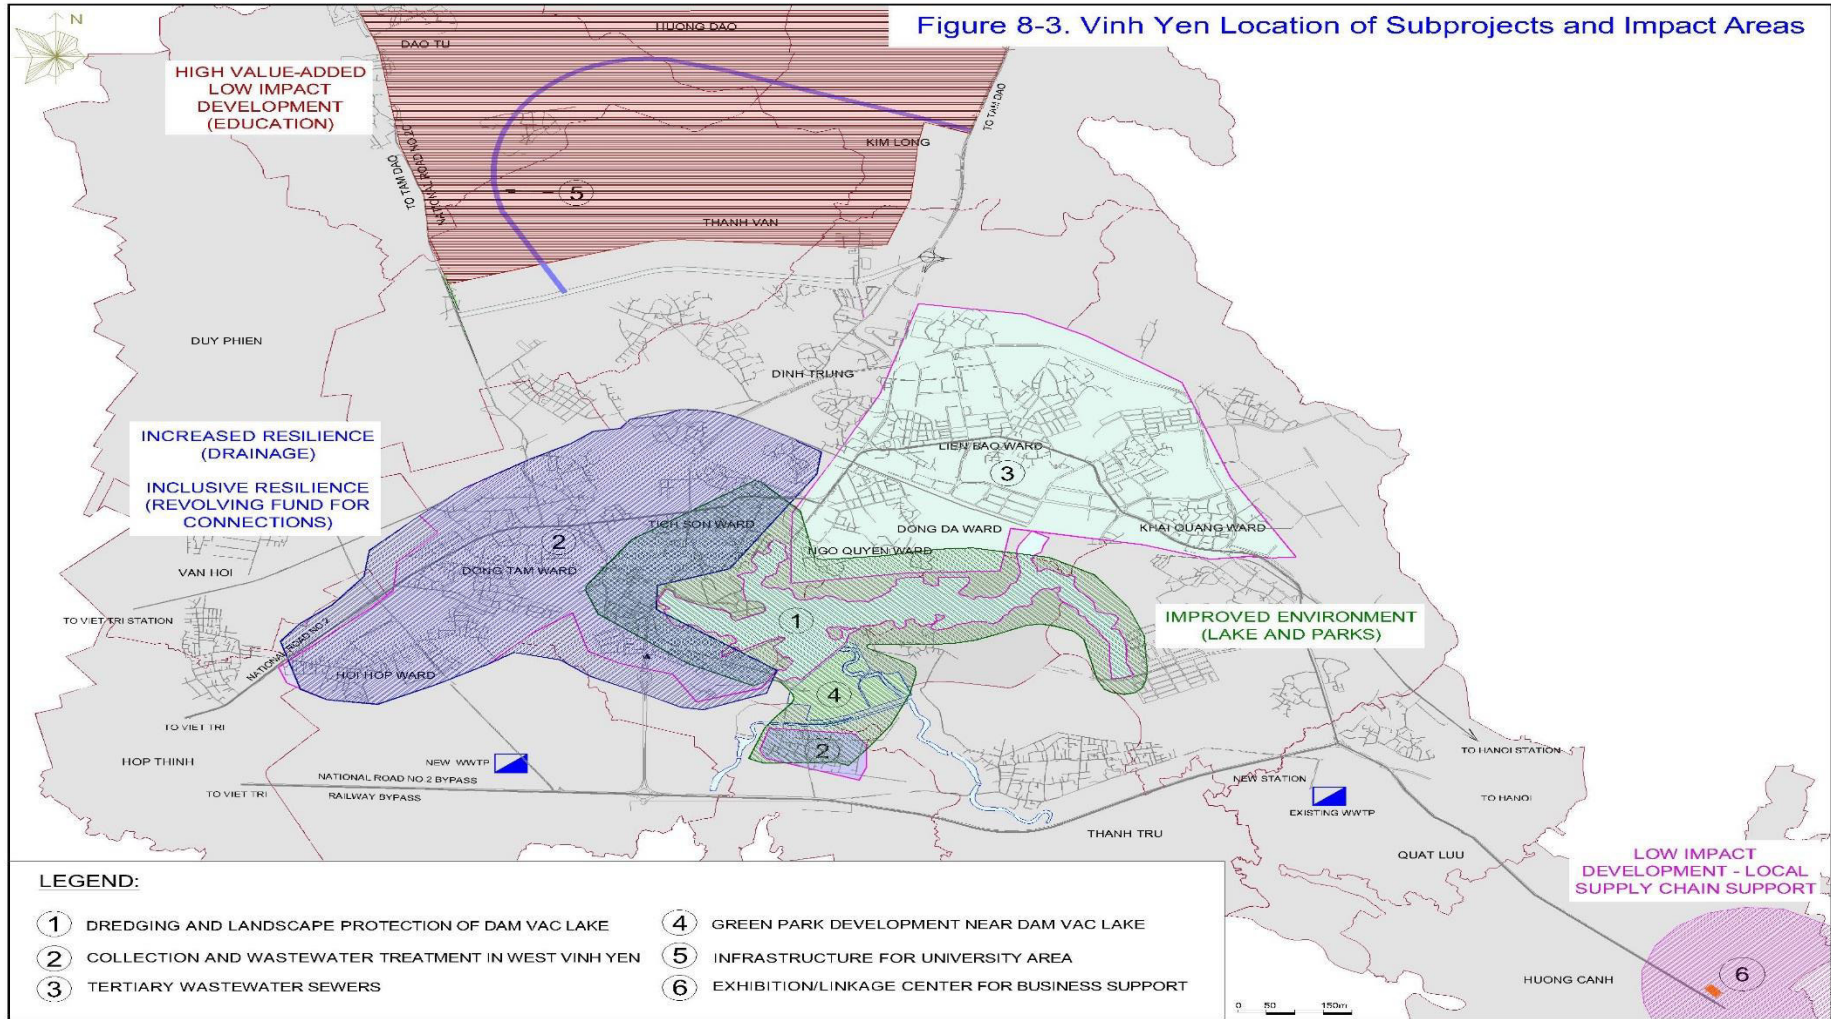 Figure 8-3. Vinh Yen Location of Subprojects and Impact Areas
N
HUONG DAO
DAO TU
HIGH VALUE-ADDED
LOW IMPACT
DEVELOPMENT
(EDUCATION)
TO TAM DAO
KIM LONG
TO TAM DAO
NATIONAL ROAD NO.2C
5
THANH VAN
DUY PHIEN
DINH TRUNG
INCREASED RESILIENCE
(DRAINAGE)
INCLUSIVE RESILIENCE
(REVOLVING FUND FOR
CONNECTIONS)
LIEN BAO WARD
3
TICH SON WARD
DONG DA WARD
KHAI QUANG WARD
2
NGO QUYEN WARD
VAN HOI
DONG TAM WARD
TO VIET TRI STATION
NATIONAL ROAD NO.2
1
IMPROVED ENVIRONMENT
(LAKE AND PARKS)
HOI HOP WARD
4
TO VIET TRI
2
TO HANOI STATION
HOP THINH
NEW WWTP
NATIONAL ROAD NO 2 BYPASS
NEW STATION
TO VIET TRI
RAILWAY BYPASS
TO HANOI
EXISTING WWTP
THANH TRU
QUAT LUU
LOW IMPACT
DEVELOPMENT - LOCAL
SUPPLY CHAIN SUPPORT
6
HUONG CANH
LEGEND:
1 DREDGING AND LANDSCAPE PROTECTION OF DAM VAC LAKE
2 COLLECTION AND WASTEWATER TREATMENT IN WEST VINH YEN
3 TERTIARY WASTEWATER SEWERS
4 GREEN PARK DEVELOPMENT NEAR DAM VAC LAKE
5 INFRASTRUCTURE FOR UNIVERSITY AREA
6 EXHIBITION/LINKAGE CENTER FOR BUSINESS SUPPORT
0 50 150m